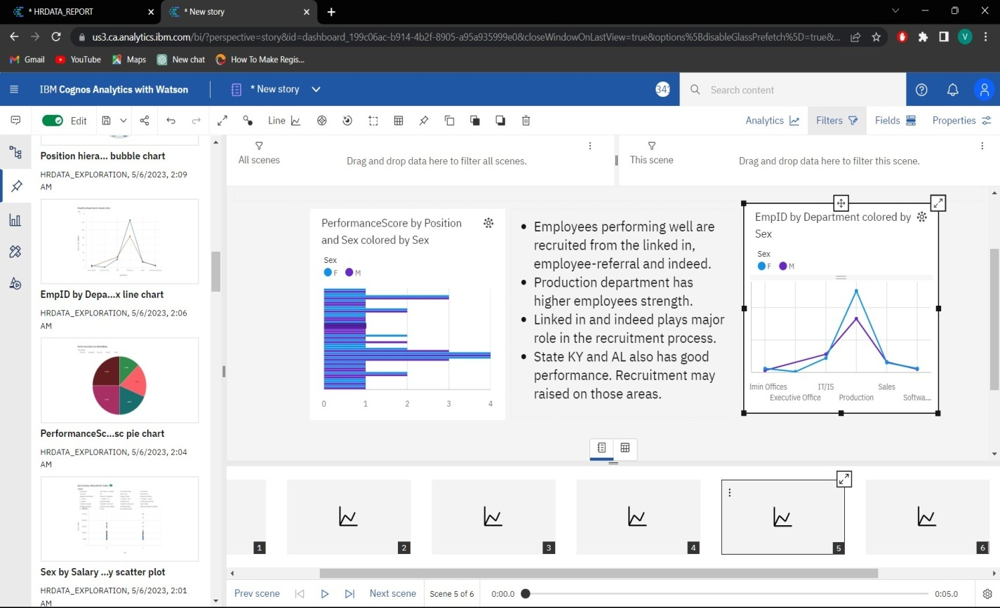 * HRDATA_REPORT
* New story
us3.ca.analytics.ibm.com/bi/?perspective=story&id=dashboard_199c06ac-b914-4b2f-8905-a95a935999e0&closeWindowOnLastView=true&options%5BdisableGlassPrefetch%5D=true&...
V
Gmail
YouTube
Maps
New chat
How To Make Regis...
IBM Cognos Analytics with Watson
* New story
341
Search content
Edit
Line
Analytics
Filters
Fields
Properties
Position hiera... bubble chart
HRDATA_EXPLORATION, 5/6/2023, 2:09
AM
EmpID by Depa...x line chart
HRDATA_EXPLORATION, 5/6/2023, 2:06
AM
PerformanceSc...sc pie chart
HRDATA_EXPLORATION, 5/6/2023, 2:04
AM
Sex by Salary ...y scatter plot
HRDATA_EXPLORATION, 5/6/2023, 2:01
AM
All scenes
Drag and drop data here to filter all scenes.
This scene
Drag and drop data here to filter this scene.
PerformanceScore by Position
and Sex colored by Sex
Sex
F M
0 1 2 3 4
• Employees performing well are
recruited from the linked in,
employee-referral and indeed.
• Production department has
higher employees strength.
• Linked in and indeed plays major
role in the recruitment process.
• State KY and AL also has good
performance. Recruitment may
raised on those areas.
EmpID by Department colored by
Sex
Sex
F M
lmin Offices IT/IS Sales
Executive Office Production Softwa...
1
2
3
4
5
6
Prev scene
Next scene
Scene 5 of 6
0:00.0
0:05.0